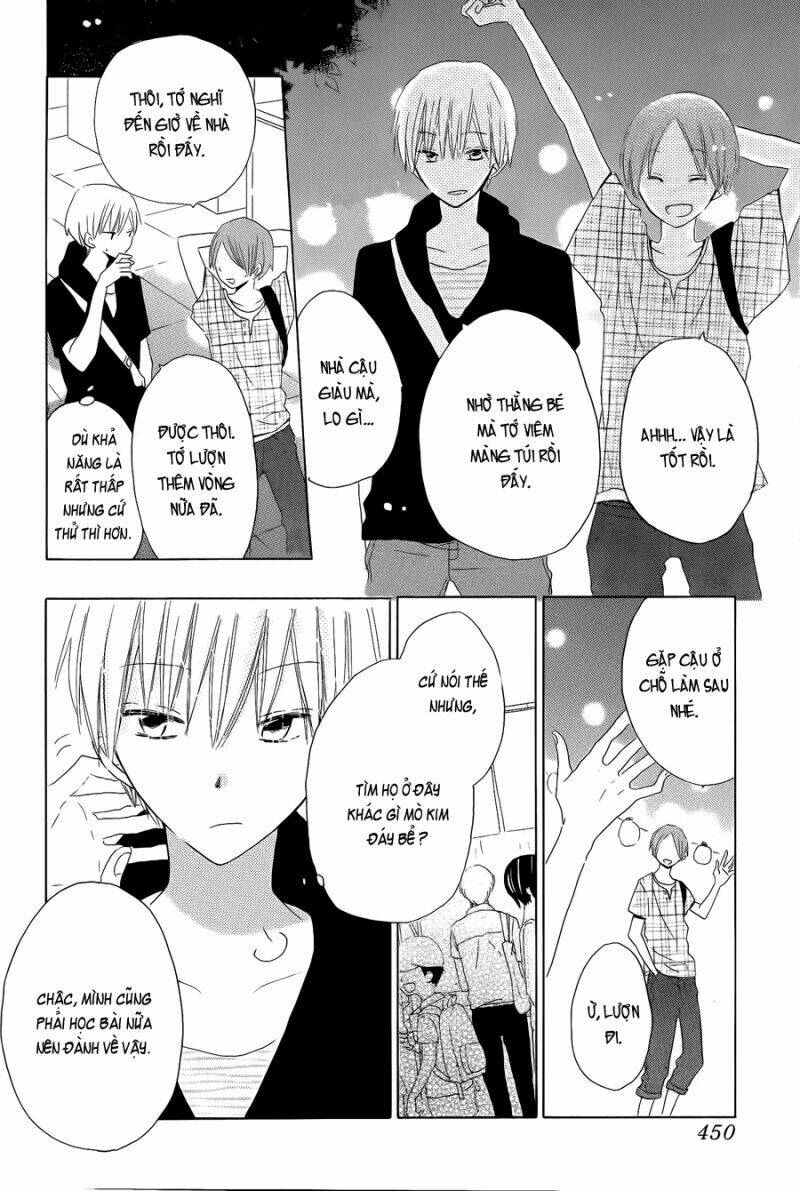 AHHH... VẬY LÀ
TỐT RỒI.
NHỜ THẰNG BÉ
MÀ TỚ VIÊM
MÀNG TÚI RỒI
ĐẤY.
NHÀ CẬU
GIÀU MÀ,
LO GÌ...
THÔI, TỚ NGHĨ
ĐẾN GIỜ VỀ NHÀ
RỒI ĐẤY.
ĐƯỢC THÔI.
TỚ LƯỢN
THÊM VÒNG
NỮA ĐÃ.
DÙ KHẢ
NĂNG LÀ
RẤT THẤP
NHƯNG CỨ
THỬ THÌ HƠN.
GẶP CẬU Ở
CHỖ LÀM SAU
NHÉ.
Ừ, LƯỢN
ĐI.
CỨ NÓI THẾ
NHƯNG,
TÌM HỌ Ở ĐÂY
KHÁC GÌ MÒ KIM
ĐÁY BỂ?
CHẬC, MÌNH CŨNG
PHẢI HỌC BÀI NỮA
NÊN ĐÀNH VỀ VẬY.
450